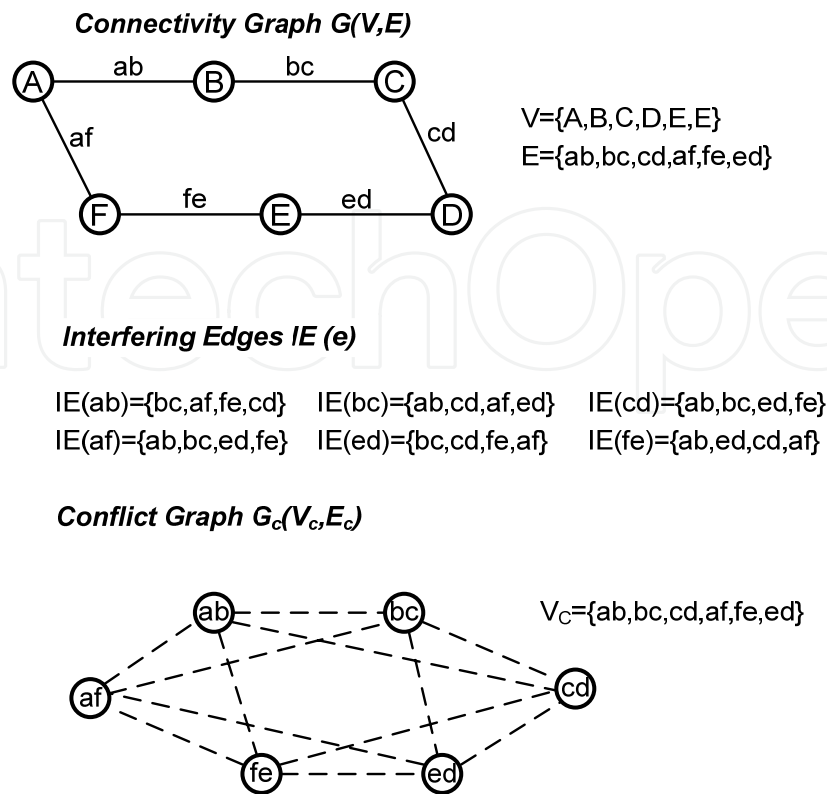 Connectivity Graph G(V,E)
A ab B bc C
af cd
V={A,B,C,D,E,E}
E={ab,bc,cd,af,fe,ed}
F fe E ed D
ntechOpe
Interfering Edges IE (e)
IE(ab)={bc,af,fe,cd} IE(bc)={ab,cd,af,ed} IE(cd)={ab,bc,ed,fe}
IE(af)={ab,bc,ed,fe} IE(ed)={bc,cd,fe,af} IE(fe)={ab,ed,cd,af}
Conflict Graph Gc(Vc,Ec)
ab bc
VC={ab,bc,cd,af,fe,ed}
af cd
fe ed